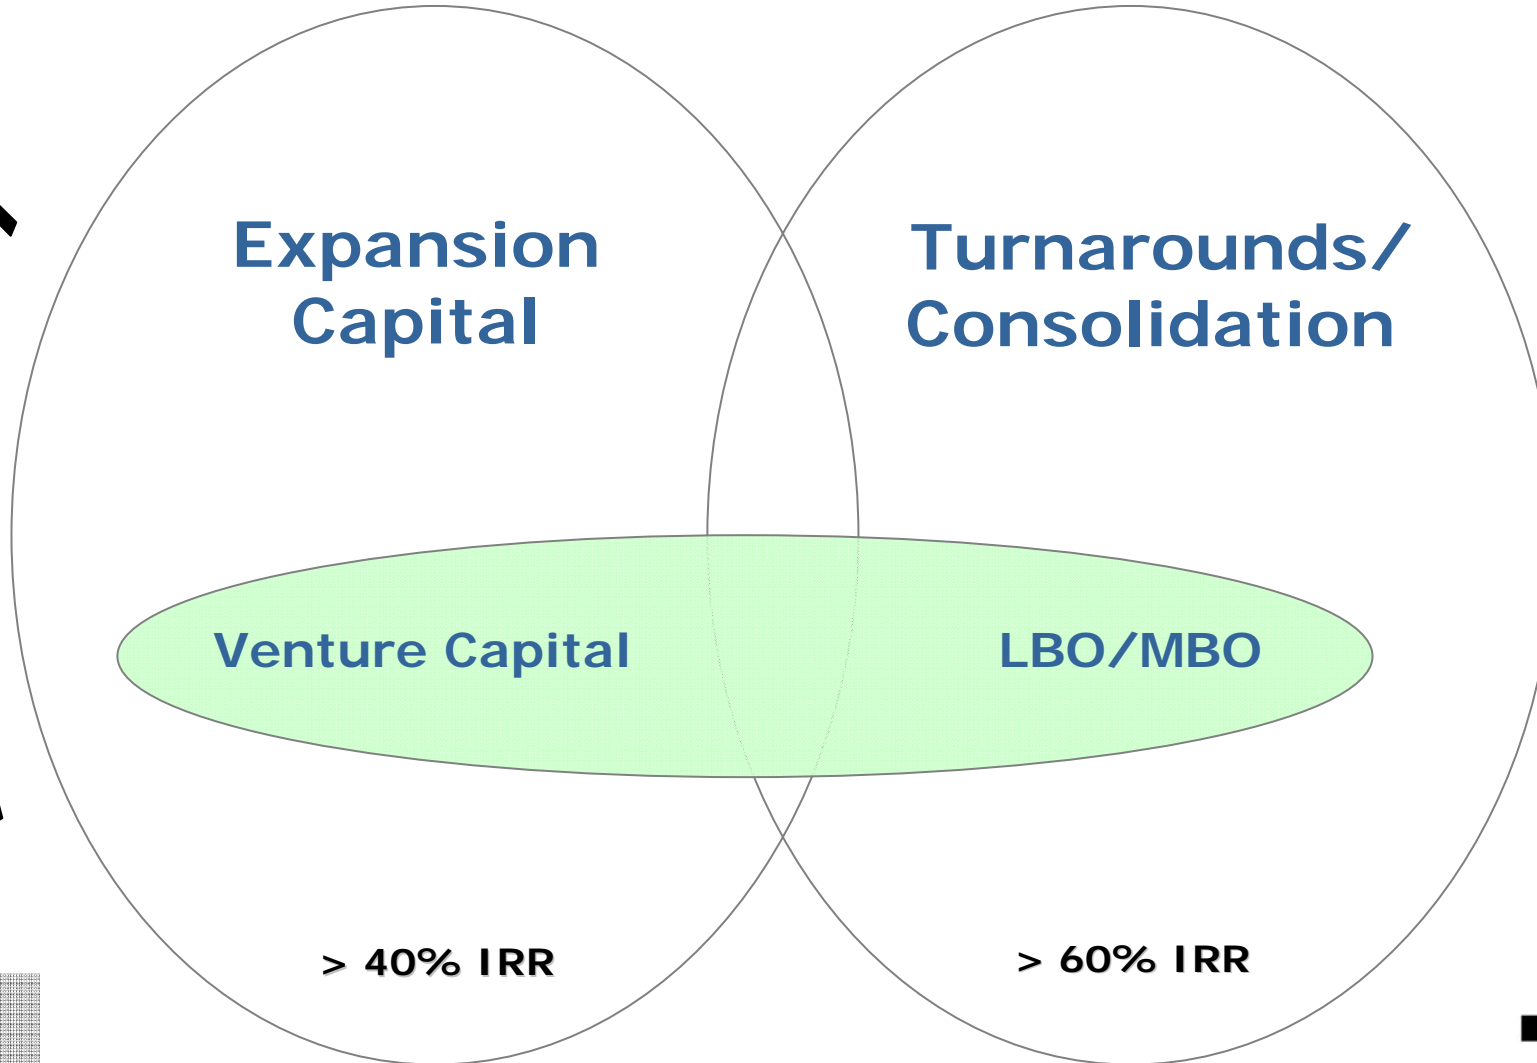 Expansion
Capital
Turnarounds/
Consolidation
Venture Capital
LBO/MBO
> 40% IRR
> 60% IRR